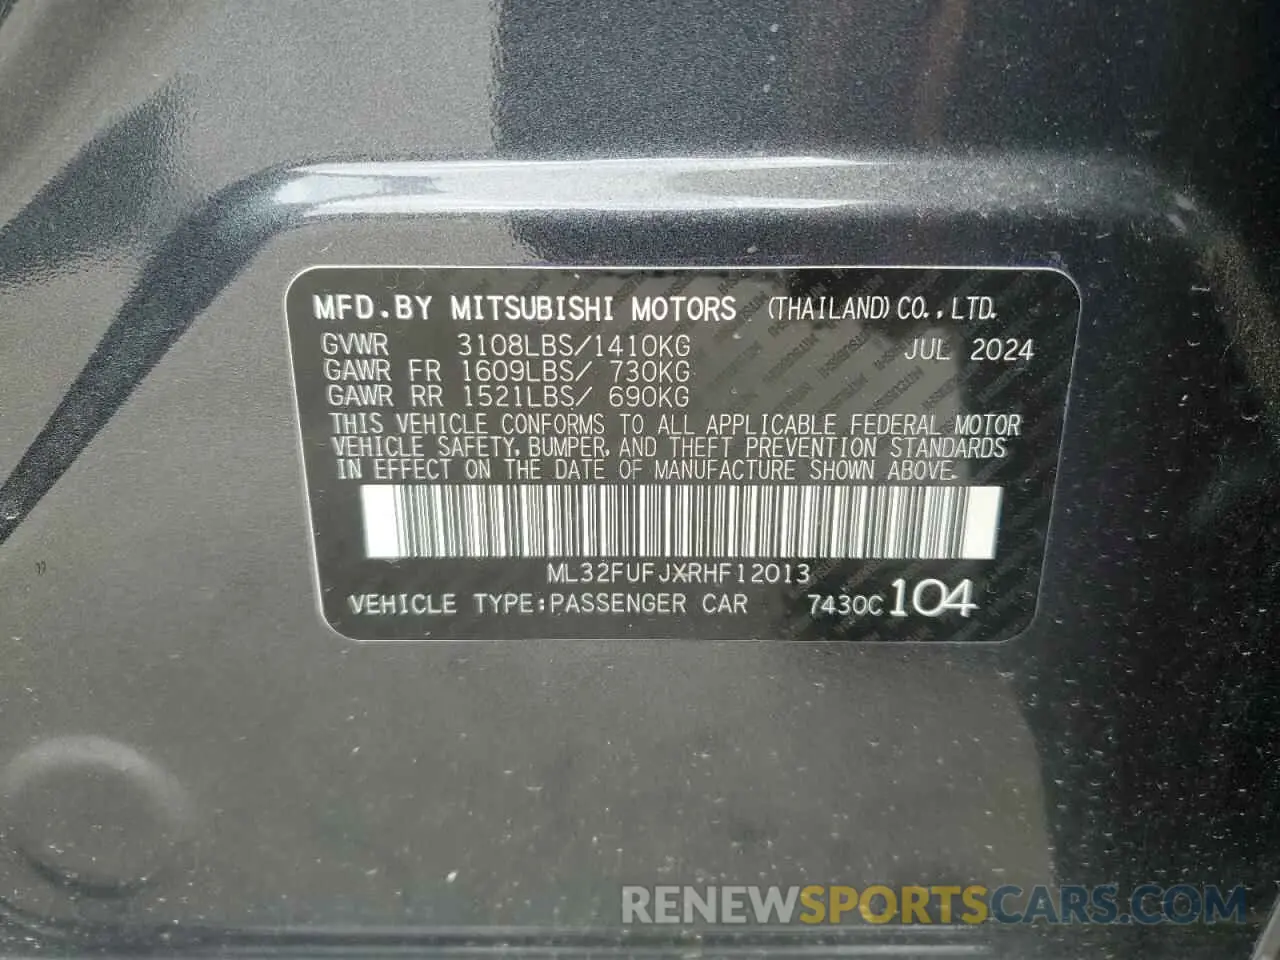 MFD.BY MITSUBISHI MOTORS (THAILAND) CO.,LTD.
GVWR 3108LBS/1410KG JUL 2024
GAWR FR 1609LBS/ 730KG
GAWR RR 1521LBS/ 690KG
THIS VEHICLE CONFORMS TO ALL APPLICABLE FEDERAL MOTOR
VEHICLE SAFETY, BUMPER, AND THEFT PREVENTION STANDARDS
IN EFFECT ON THE DATE OF MANUFACTURE SHOWN ABOVE.
ML32FUFJXRHF12013
VEHICLE TYPE:PASSENGER CAR 7430C 104
RENEWSPORTSCARS.COM